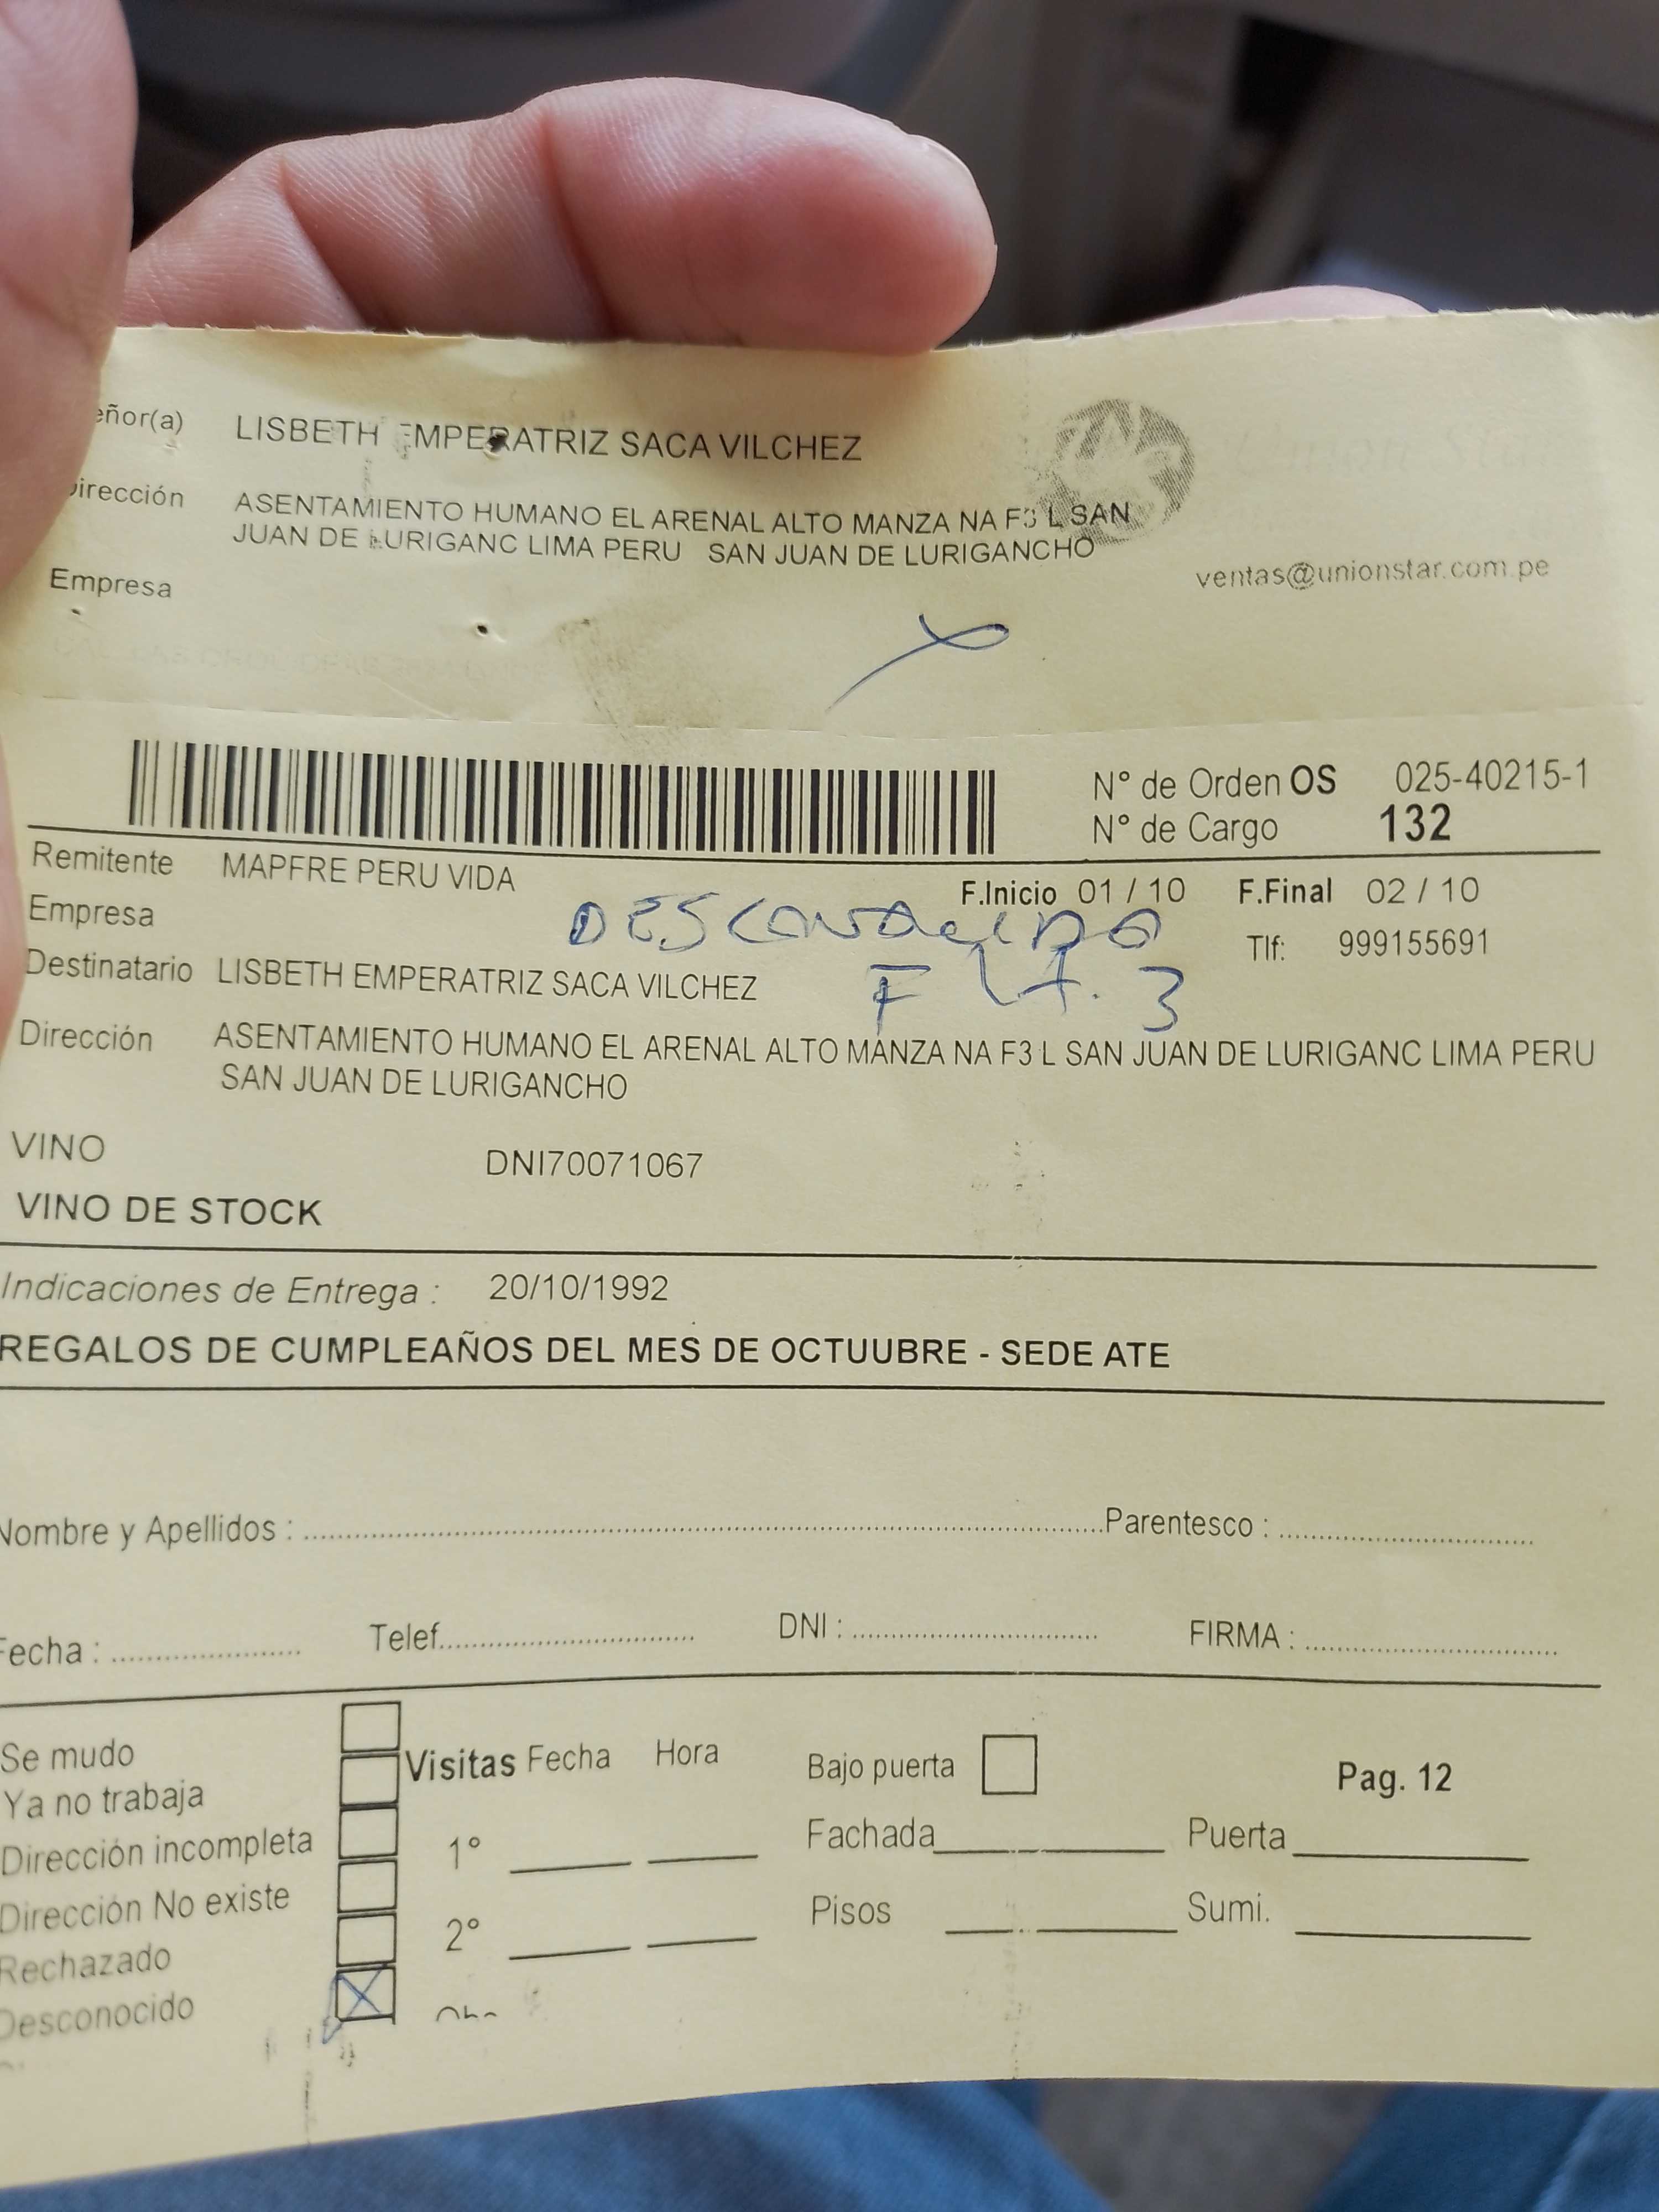 eñor(a) LISBETH EMPERATRIZ SACA VILCHEZ
irección ASENTAMIENTO HUMANO EL ARENAL ALTO MANZA NA F3 L SAN
JUAN DE LURIGANC LIMA PERU SAN JUAN DE LURIGANCHO
Empresa
ventas@unionstar.com.pe
N° de Orden OS 025-40215-1
N° de Cargo 132
Remitente MAPFRE PERU VIDA
F.Inicio 01 / 10 F.Final 02 / 10
Empresa
DESCONOCIDO
Tlf: 999155691
Destinatario LISBETH EMPERATRIZ SACA VILCHEZ
F Lt. 3
Dirección ASENTAMIENTO HUMANO EL ARENAL ALTO MANZA NA F3 L SAN JUAN DE LURIGANC LIMA PERU
SAN JUAN DE LURIGANCHO
VINO DNI70071067
VINO DE STOCK
Indicaciones de Entrega : 20/10/1992
REGALOS DE CUMPLEAÑOS DEL MES DE OCTUUBRE - SEDE ATE
Nombre y Apellidos : Parentesco :
Fecha : Telef. DNI : FIRMA :
Se mudo
Ya no trabaja
Dirección incompleta
Dirección No existe
Rechazado
Desconocido
Visitas Fecha Hora
1°
2°
Bajo puerta
Pag. 12
Fachada Puerta
Pisos Sumi.